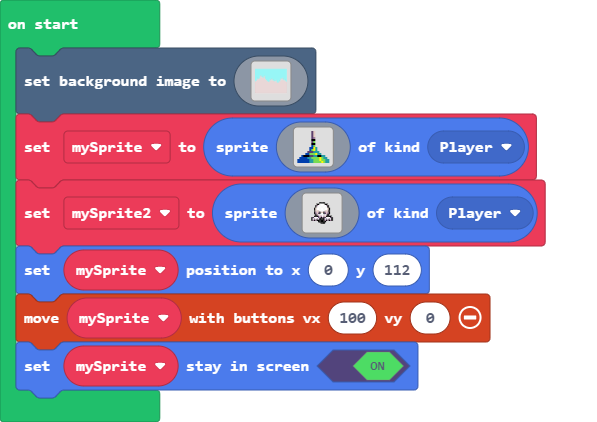 on start
set background image to
set mySprite to sprite of kind Player
set mySprite2 to sprite of kind Player
set mySprite position to x 0 y 112
move mySprite with buttons vx 100 vy 0
set mySprite stay in screen ON